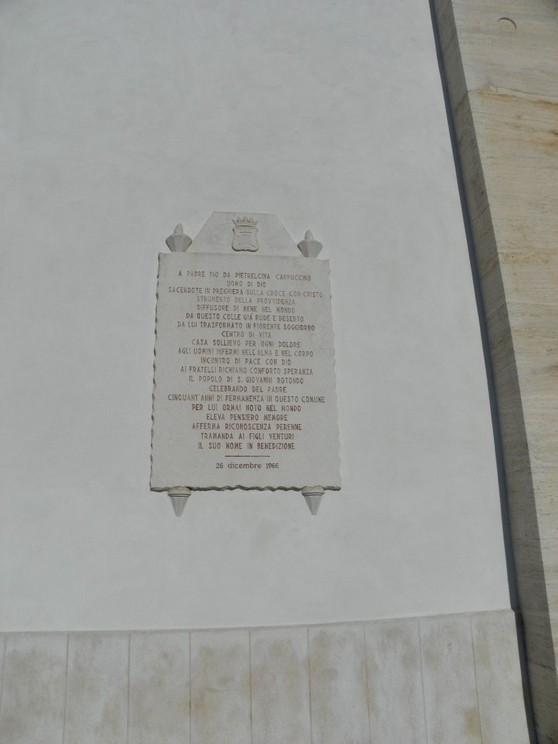 A PADRE PIO DA PIETRELCINA CAPPUCCINO
UOMO DI DIO
SACERDOTE IN PREGHIERA SULLA CROCE CON CRISTO
STRUMENTO DELLA PROVVIDENZA
DIFFUSORE DI BENE NEL MONDO
DA QUESTO COLLE GIÀ RUDE E DESERTO
DA LUI TRASFORMATO IN FIORENTE SOGGIORNO
CENTRO DI VITA
CASA SOLLIEVO PER OGNI DOLORE
AGLI UOMINI INFERMI NELL'ALMA E NEL CORPO
INCONTRO DI PACE CON DIO
AI FRATELLI RICHIAMO CONFORTO SPERANZA
IL POPOLO DI S. GIOVANNI ROTONDO
CELEBRANDO DEL PADRE
CINQUANT'ANNI DI PERMANENZA IN QUESTO COMUNE
PER LUI ORMAI NOTO NEL MONDO
ELEVA PENSIERO MEMORE
AFFERMA RICONOSCENZA PERENNE
TRAMANDA AI FIGLI VENTURI
IL SUO NOME IN BENEDIZIONE
26 dicembre 1966